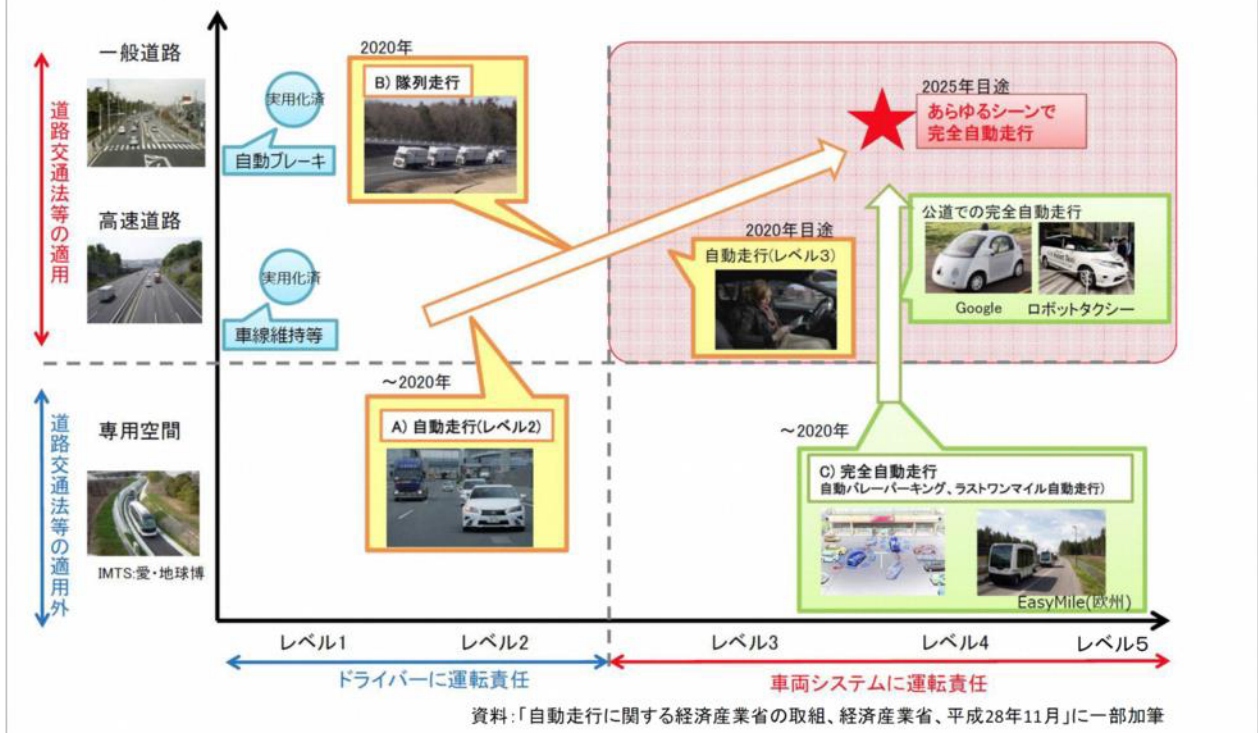 一般道路
道路交通法等の適用
高速道路
道路交通法等の適用外
専用空間
IMTS:愛・地球博
実用化済
自動ブレーキ
実用化済
車線維持等
2020年
B) 隊列走行
～2020年
A) 自動走行(レベル2)
2025年目途
あらゆるシーンで
完全自動走行
2020年目途
自動走行(レベル3)
公道での完全自動走行
Google
ロボットタクシー
～2020年
C) 完全自動走行
自動バレーパーキング、ラストワンマイル自動走行)
EasyMile(欧州)
レベル1
レベル2
レベル3
レベル4
レベル5
ドライバーに運転責任
車両システムに運転責任
資料:「自動走行に関する経済産業省の取組、経済産業省、平成28年11月」に一部加筆